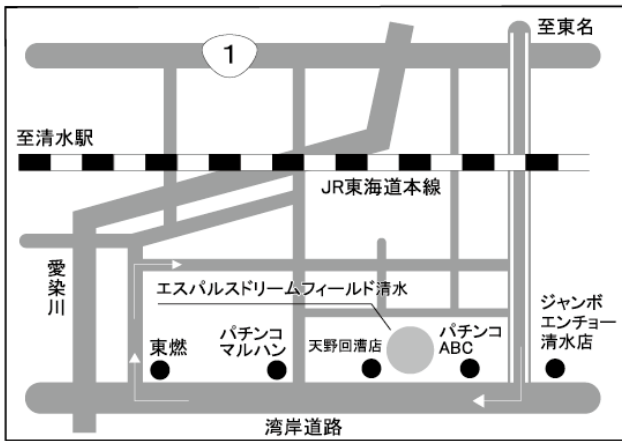 至東名
1
至清水駅
JR東海道本線
愛染川
エスパルスドリームフィールド清水
ジャンボ
エンチョー
清水店
パチンコ
マルハン
パチンコ
ABC
東燃
天野回漕店
湾岸道路